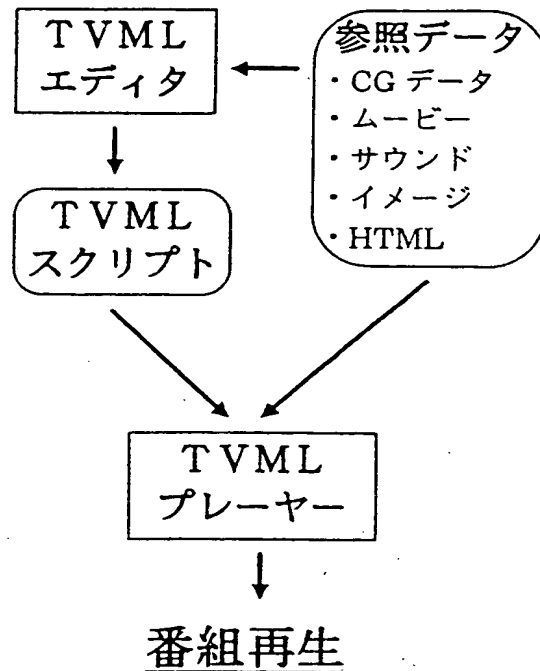 TVML
エディタ
参照データ
・CGデータ
・ムービー
・サウンド
・イメージ
・HTML
TVML
スクリプト
TVML
プレーヤー
番組再生